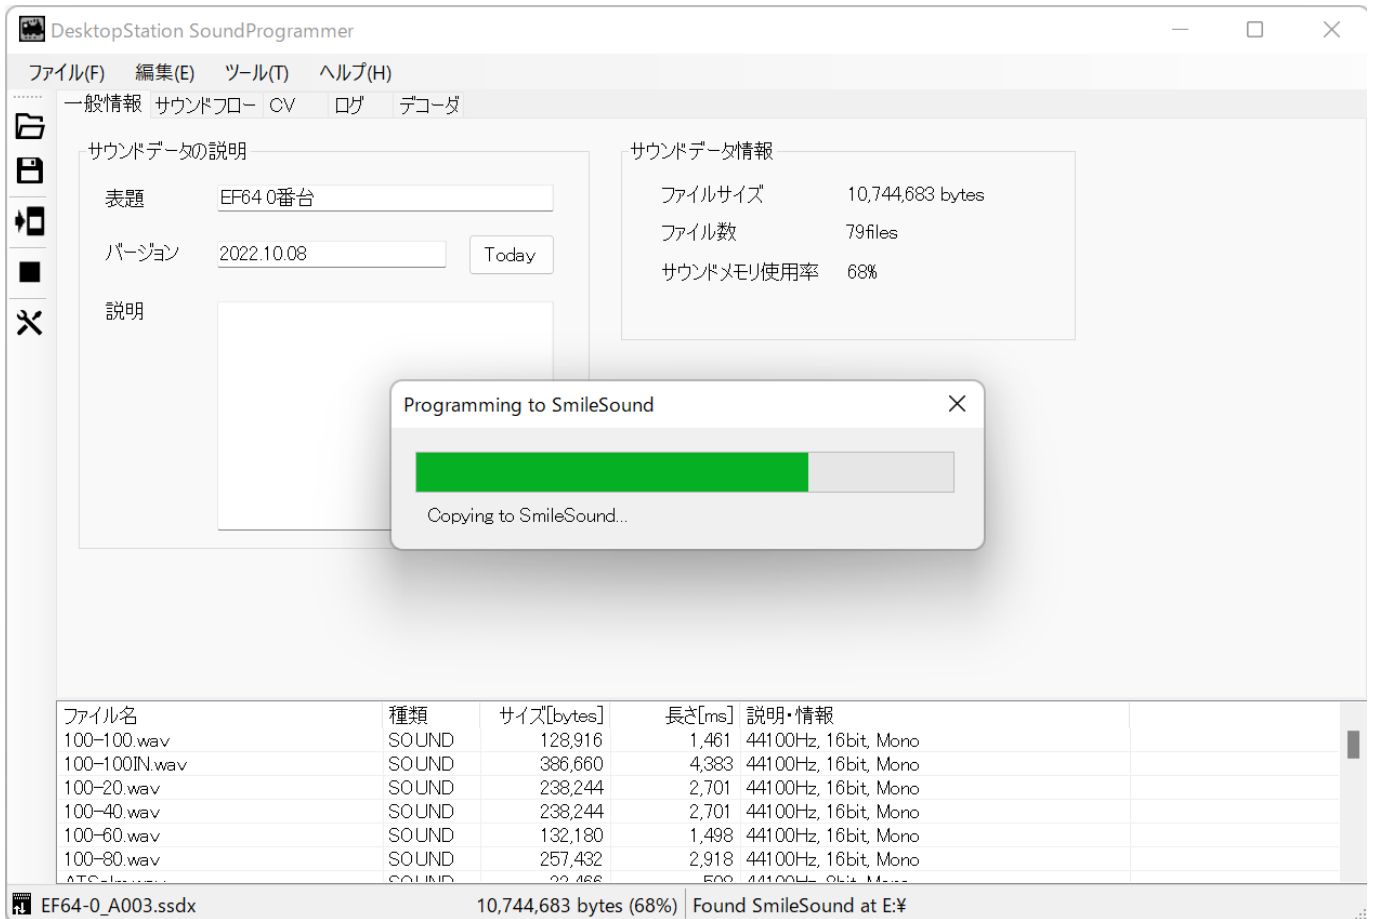 DesktopStation SoundProgrammer
ファイル(F) 編集(E) ツール(T) ヘルプ(H)
一般情報 サウンドフロー CV ログ デコーダ
サウンドデータの説明
表題 EF64 0番台
バージョン 2022.10.08 Today
説明
サウンドデータ情報
ファイルサイズ 10,744,683 bytes
ファイル数 79files
サウンドメモリ使用率 68%
Programming to SmileSound
Copying to SmileSound...
ファイル名 種類 サイズ[bytes] 長さ[ms] 説明・情報
100-100.wav SOUND 128,916 1,461 44100Hz, 16bit, Mono
100-100IN.wav SOUND 386,660 4,383 44100Hz, 16bit, Mono
100-20.wav SOUND 238,244 2,701 44100Hz, 16bit, Mono
100-40.wav SOUND 238,244 2,701 44100Hz, 16bit, Mono
100-60.wav SOUND 132,180 1,498 44100Hz, 16bit, Mono
100-80.wav SOUND 257,432 2,918 44100Hz, 16bit, Mono
EF64-0_A003.ssdx 10,744,683 bytes (68%) Found SmileSound at E:¥